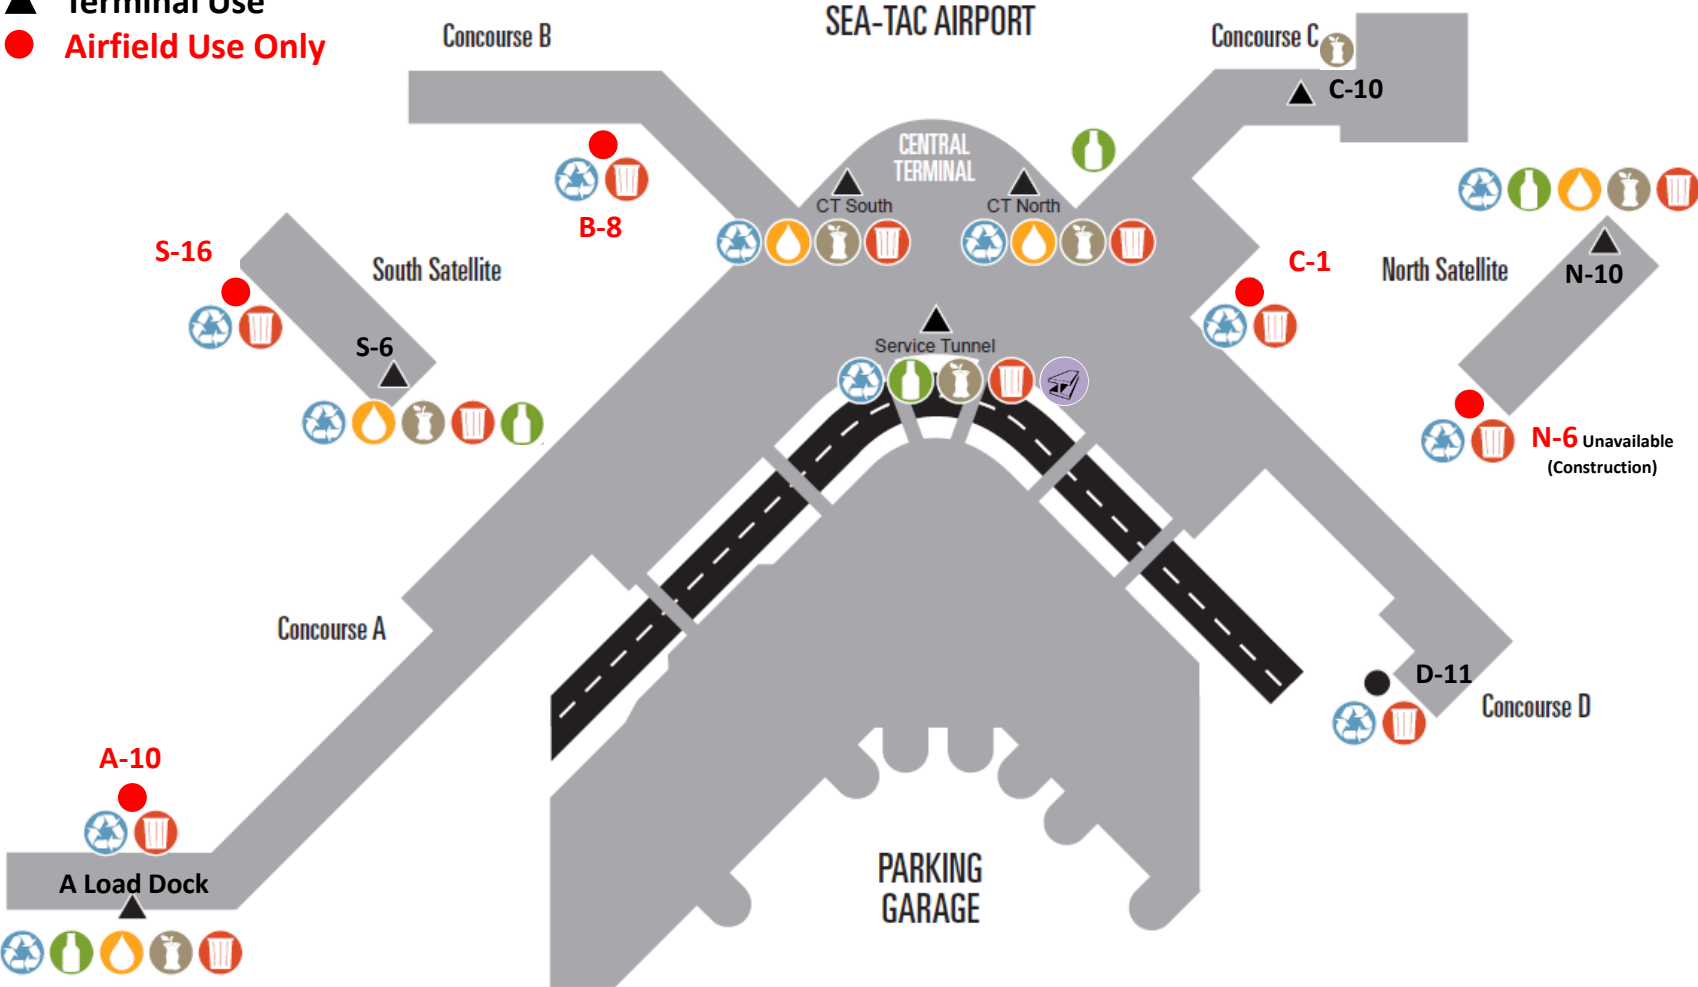 Terminal Use
Airfield Use Only
SEA-TAC AIRPORT
Concourse B
Concourse C
C-10
CENTRAL
TERMINAL
CT South
CT North
B-8
S-16
South Satellite
S-6
C-1
North Satellite
N-10
Service Tunnel
N-6 Unavailable
(Construction)
Concourse A
D-11
Concourse D
A-10
A Load Dock
PARKING
GARAGE